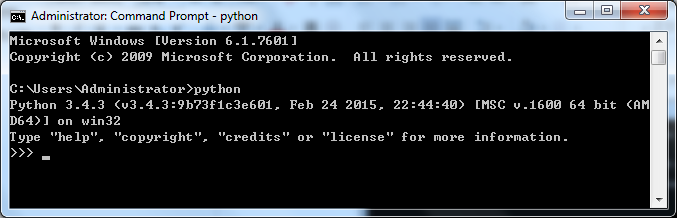 Administrator: Command Prompt - python
Microsoft Windows [Version 6.1.7601]
Copyright (c) 2009 Microsoft Corporation.  All rights reserved.
C:\Users\Administrator>python
Python 3.4.3 (v3.4.3:9b73f1c3e601, Feb 24 2015, 22:44:40) [MSC v.1600 64 bit (AM
D64)] on win32
Type "help", "copyright", "credits" or "license" for more information.
>>> _